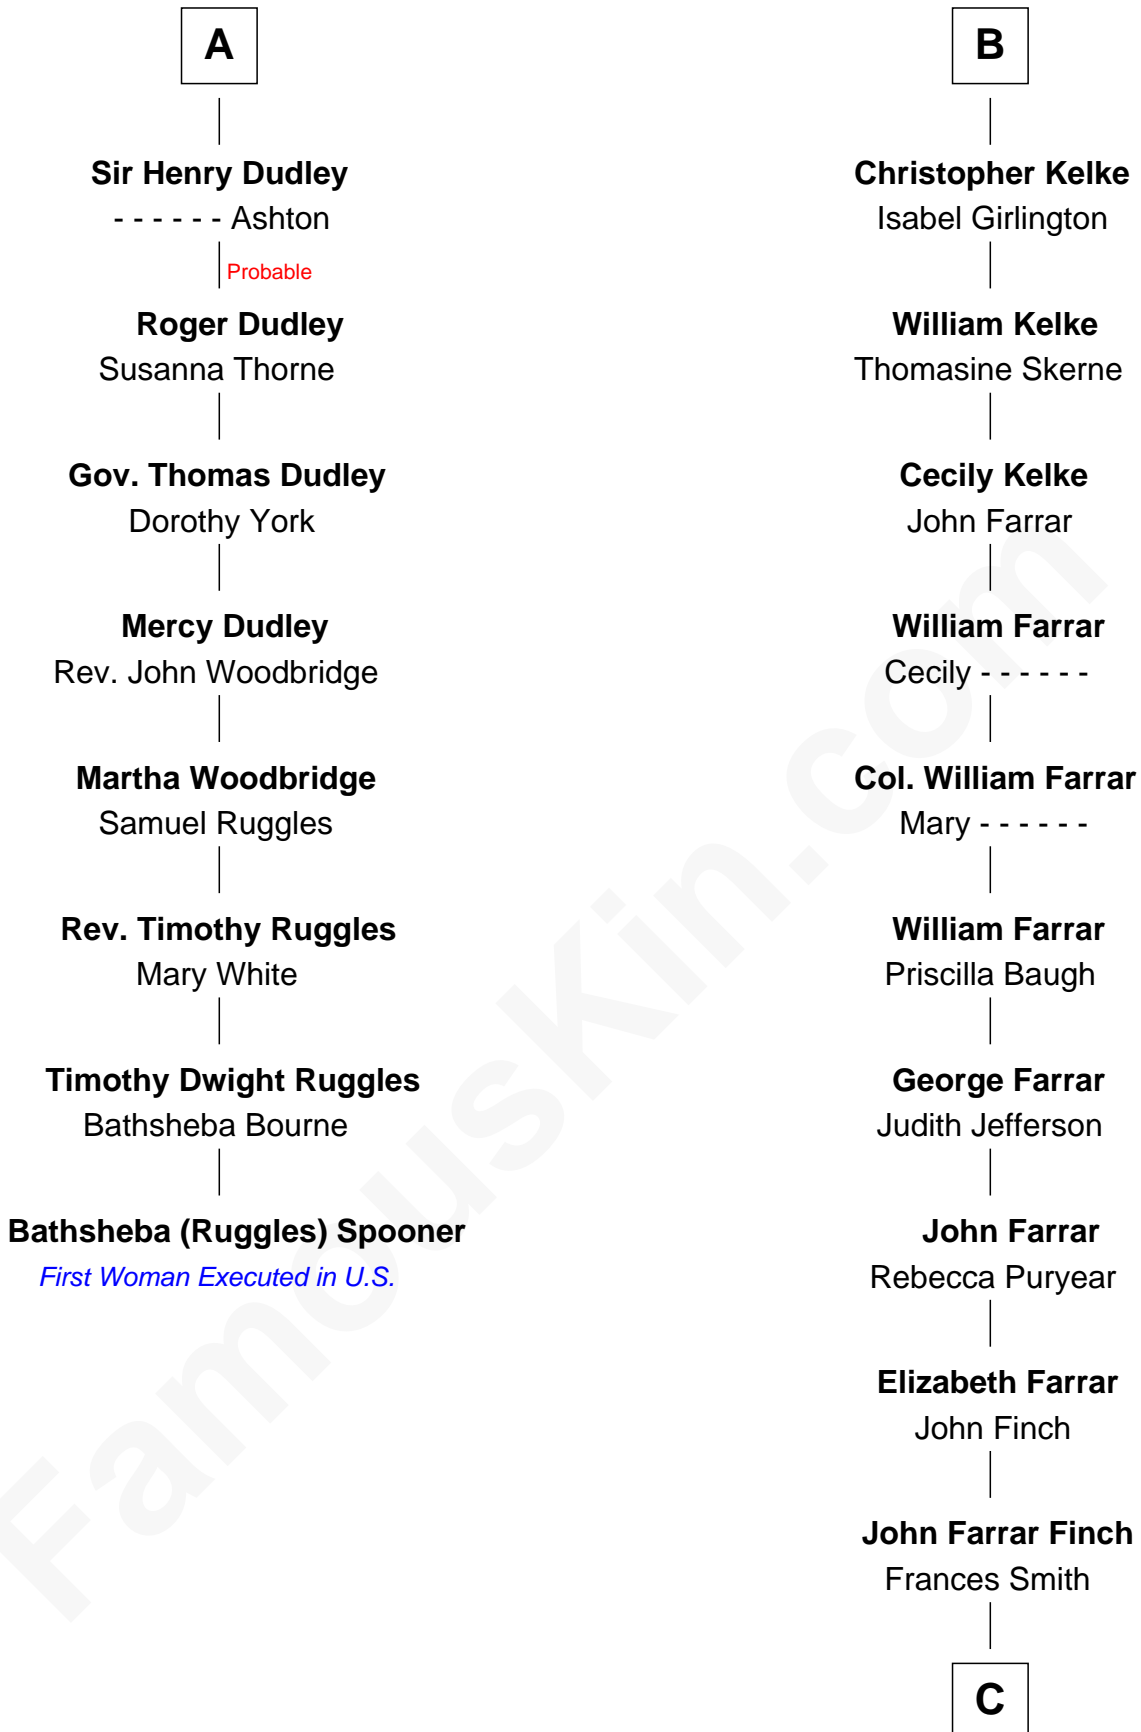 A
Sir Henry Dudley
- - - - - - Ashton
Probable
Roger Dudley
Susanna Thorne
Gov. Thomas Dudley
Dorothy York
Mercy Dudley
Rev. John Woodbridge
Martha Woodbridge
Samuel Ruggles
Rev. Timothy Ruggles
Mary White
Timothy Dwight Ruggles
Bathsheba Bourne
Bathsheba (Ruggles) Spooner
First Woman Executed in U.S.
B
Christopher Kelke
Isabel Girlington
William Kelke
Thomasine Skerne
Cecily Kelke
John Farrar
William Farrar
Cecily - - - - - -
Col. William Farrar
Mary - - - - - -
William Farrar
Priscilla Baugh
George Farrar
Judith Jefferson
John Farrar
Rebecca Puryear
Elizabeth Farrar
John Finch
John Farrar Finch
Frances Smith
C
FamousKin.com